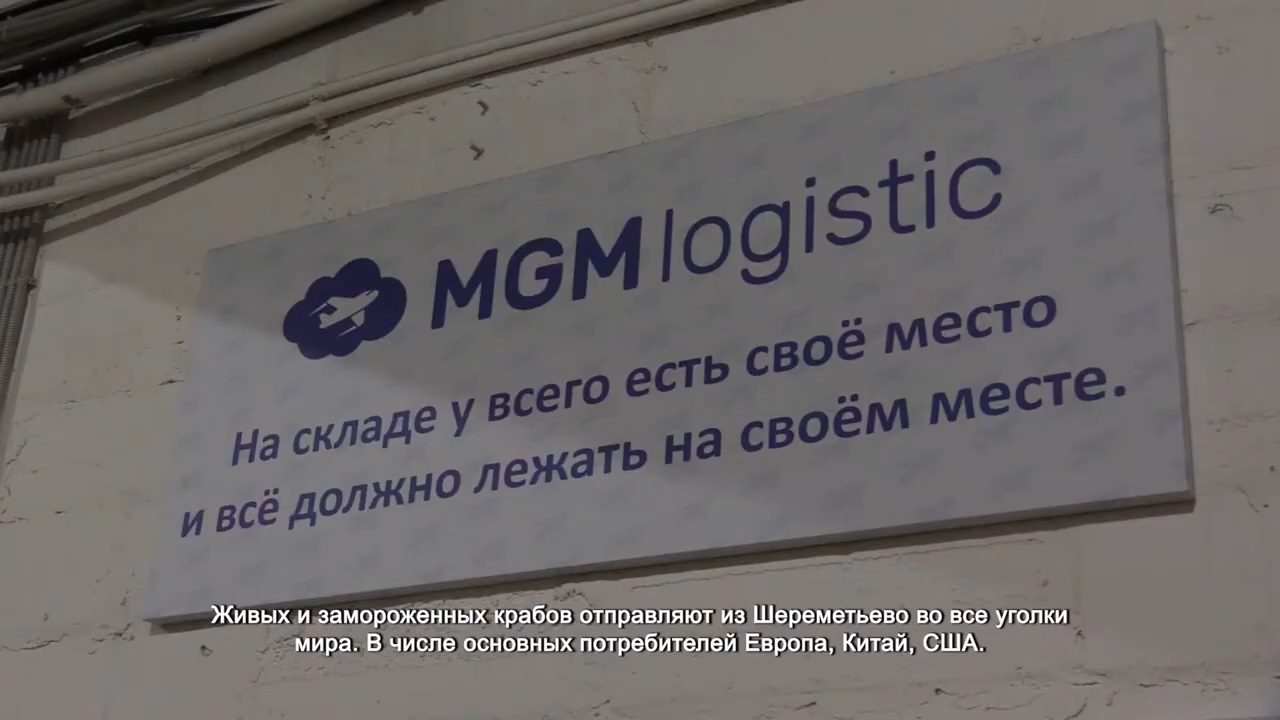 MGM logistic
На складе у всего есть своё место
и всё должно лежать на своём месте.
Живых и замороженных крабов отправляют из Шереметьево во все уголки
мира. В числе основных потребителей Европа, Китай, США.